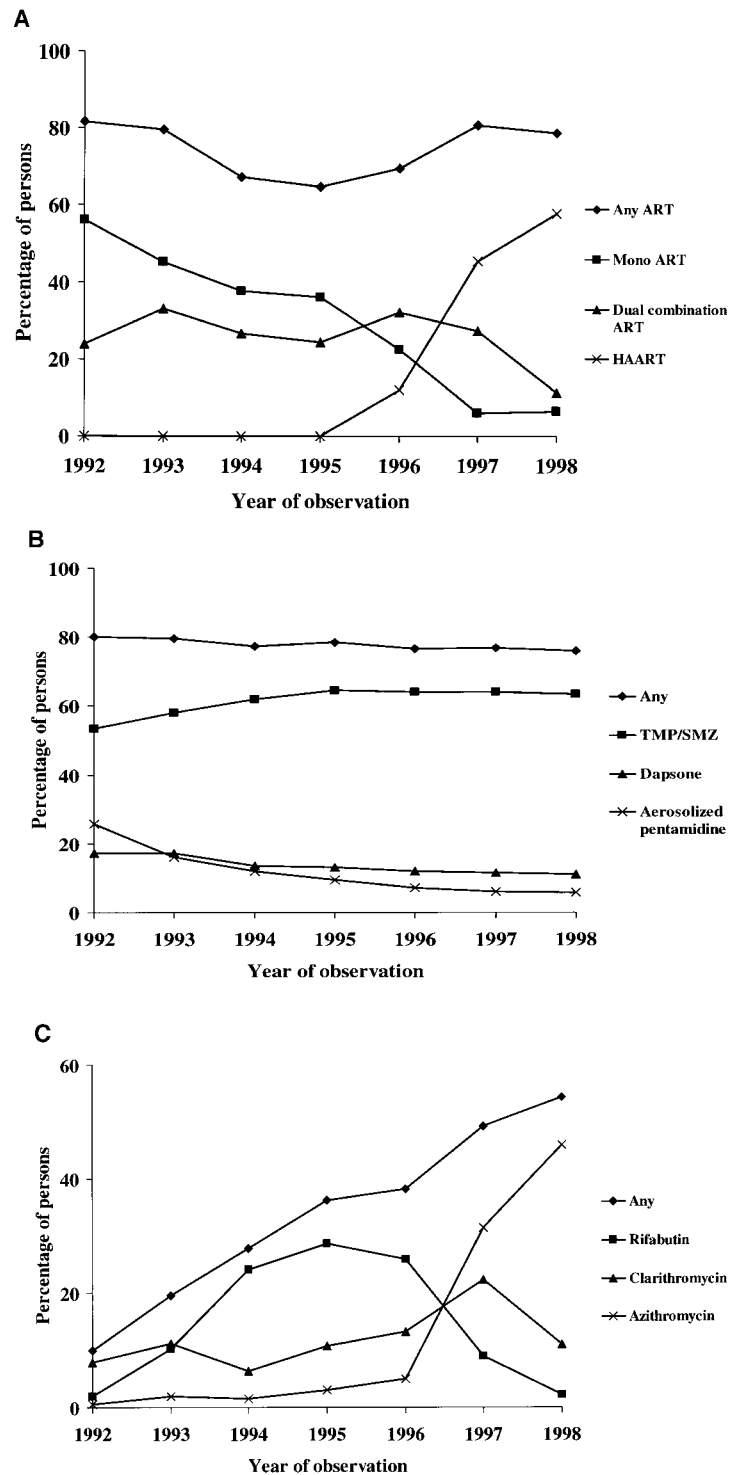 A
100
80
60
40
20
0
Percentage of persons
1992 1993 1994 1995 1996 1997 1998
Year of observation
Any ART
Mono ART
Dual combination
ART
HAART
B
100
80
60
40
20
0
Percentage of persons
1992 1993 1994 1995 1996 1997 1998
Year of observation
Any
TMP/SMZ
Dapsone
Aerosolized
pentamidine
C
60
40
20
0
Percentage of persons
1992 1993 1994 1995 1996 1997 1998
Year of observation
Any
Rifabutin
Clarithromycin
Azithromycin